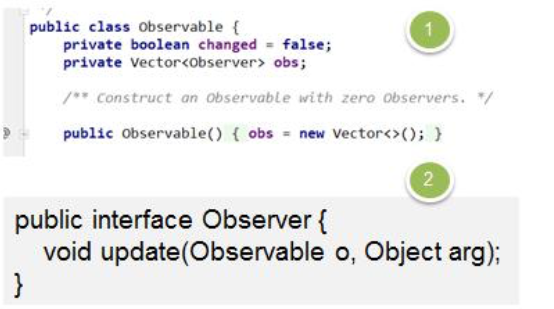 */
public class Observable {
1
private boolean changed = false;
private Vector<Observer> obs;
/** Construct an Observable with zero Observers. */
public Observable() { obs = new Vector<>(); }
2
public interface Observer {
void update(Observable o, Object arg);
}